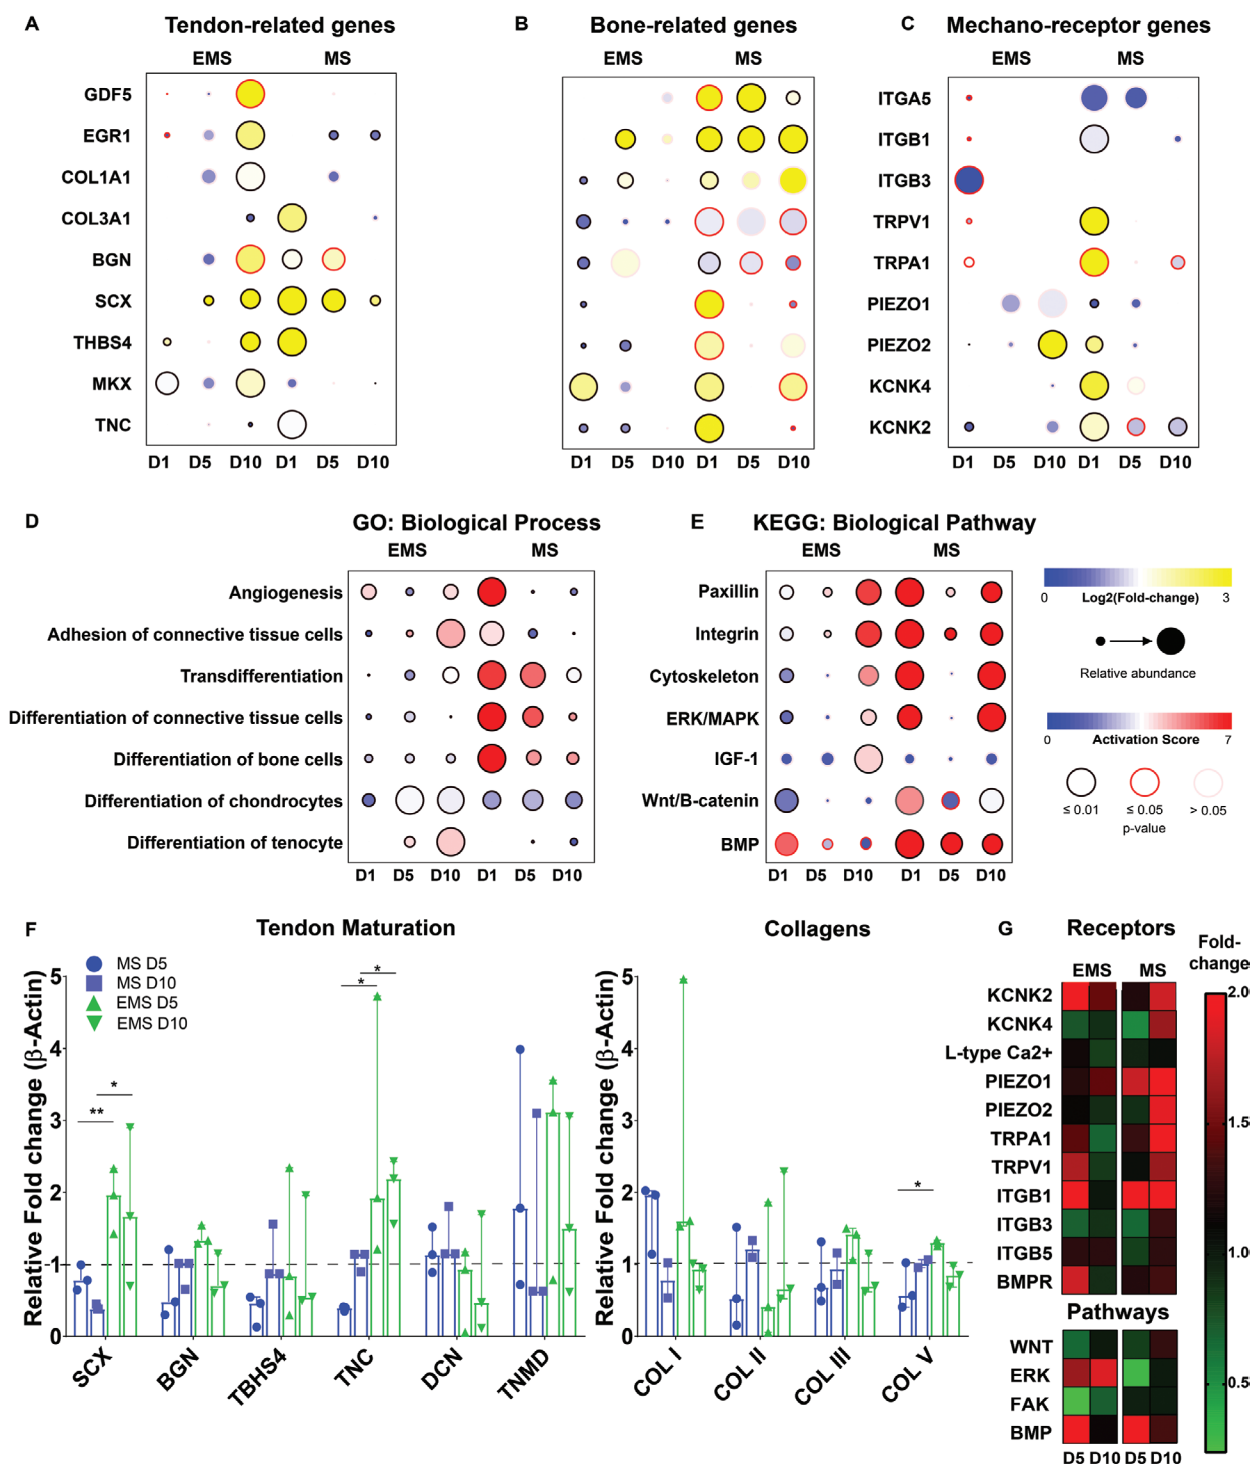 A Tendon-related genes
EMS MS
GDF5
EGR1
COL1A1
COL3A1
BGN
SCX
THBS4
MKX
TNC
D1 D5 D10 D1 D5 D10
B Bone-related genes
EMS MS
D1 D5 D10 D1 D5 D10
C Mechano-receptor genes
EMS MS
ITGA5
ITGB1
ITGB3
TRPV1
TRPA1
PIEZO1
PIEZO2
KCNK4
KCNK2
D1 D5 D10 D1 D5 D10
D GO: Biological Process
EMS MS
Angiogenesis
Adhesion of connective tissue cells
Transdifferentiation
Differentiation of connective tissue cells
Differentiation of bone cells
Differentiation of chondrocytes
Differentiation of tenocyte
D1 D5 D10 D1 D5 D10
E KEGG: Biological Pathway
EMS MS
Paxillin
Integrin
Cytoskeleton
ERK/MAPK
IGF-1
Wnt/B-catenin
BMP
D1 D5 D10 D1 D5 D10
0 Log2(Fold-change) 3
Relative abundance
0 Activation Score 7
≤ 0.01 ≤ 0.05 > 0.05
p-value
F Tendon Maturation
MS D5
MS D10
EMS D5
EMS D10
Relative Fold change (β-Actin)
5
4
3
2
1
0
** * * *
SCX BGN TBHS4 TNC DCN TNMD
Collagens
Relative Fold change (β-Actin)
5
4
3
2
1
0
*
COL I COL II COL III COL V
G Receptors
EMS MS
KCNK2
KCNK4
L-type Ca2+
PIEZO1
PIEZO2
TRPA1
TRPV1
ITGB1
ITGB3
ITGB5
BMPR
Pathways
WNT
ERK
FAK
BMP
D5 D10 D5 D10
Fold-
change
2.0
1.5
1.0
0.5